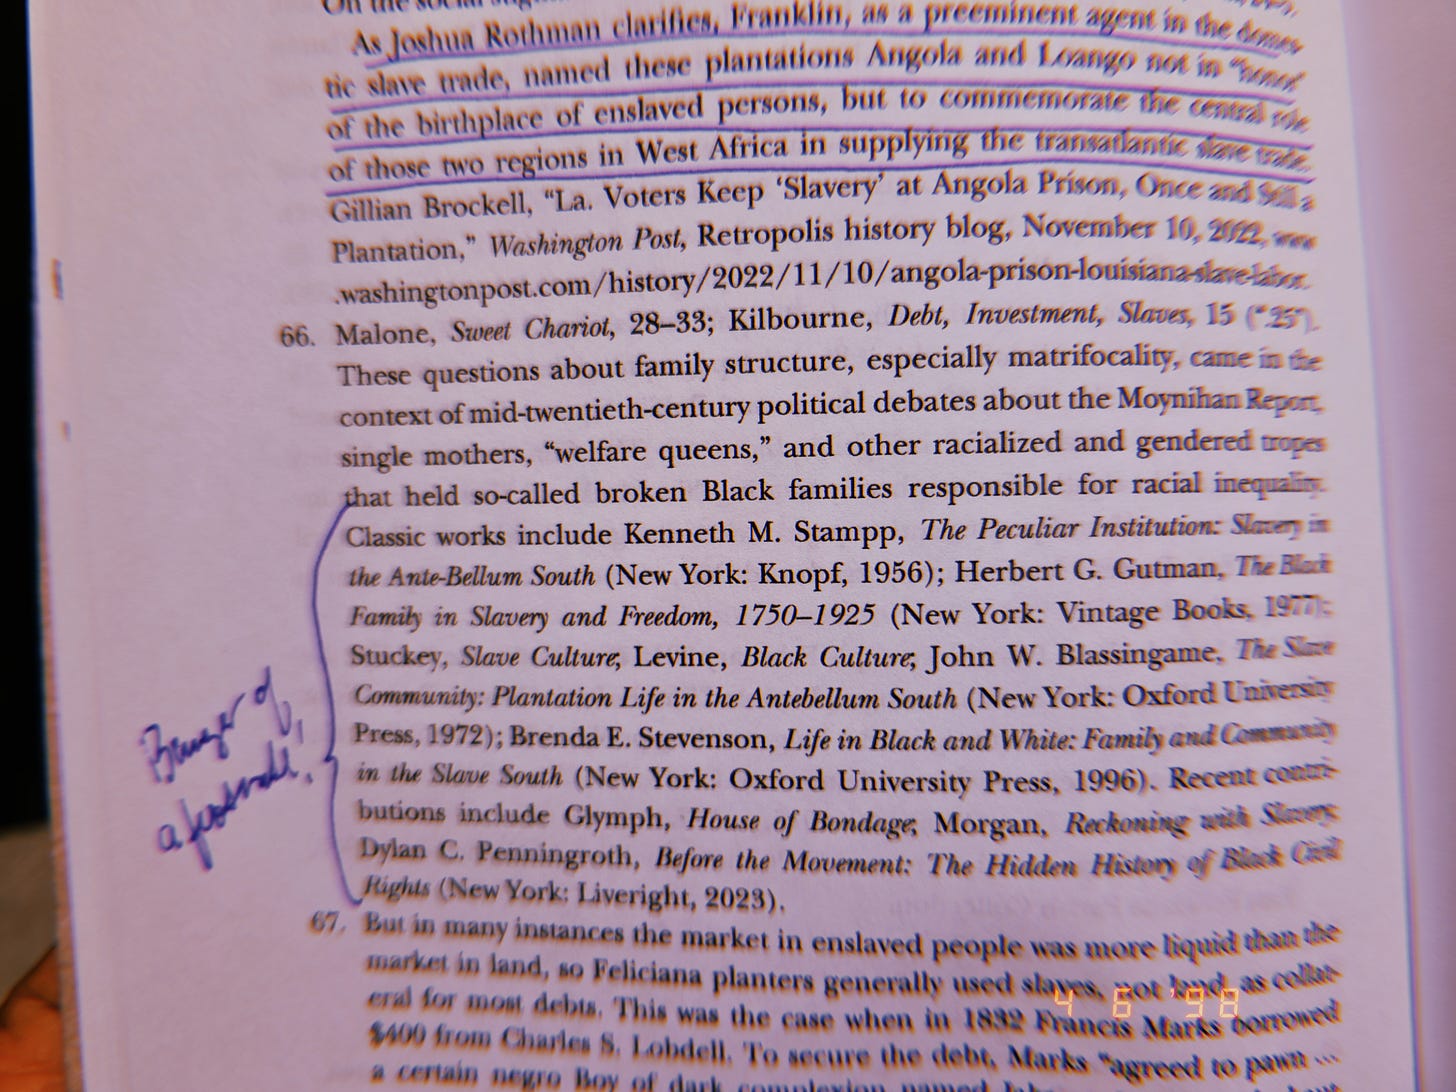 On the social
As Joshua Rothman clarifies, Franklin, as a preeminent agent in the domes-
tic slave trade, named these plantations Angola and Loango not in "honor
of the birthplace of enslaved persons, but to commemorate the central role
of those two regions in West Africa in supplying the transatlantic slave trade.
Gillian Brockell, “La. Voters Keep ‘Slavery’ at Angola Prison, Once and Still a
Plantation,” Washington Post, Retropolis history blog, November 10, 2022, www
.washingtonpost.com/history/2022/11/10/angola-prison-louisiana-slave-labor.
66. Malone, Sweet Chariot, 28–33; Kilbourne, Debt, Investment, Slaves, 15 (“25”).
These questions about family structure, especially matrifocality, came in the
context of mid-twentieth-century political debates about the Moynihan Report,
single mothers, “welfare queens,” and other racialized and gendered tropes
that held so-called broken Black families responsible for racial inequality.
Classic works include Kenneth M. Stampp, The Peculiar Institution: Slavery in
the Ante-Bellum South (New York: Knopf, 1956); Herbert G. Gutman, The Black
Family in Slavery and Freedom, 1750–1925 (New York: Vintage Books, 1977);
Stuckey, Slave Culture; Levine, Black Culture; John W. Blassingame, The Slave
Community: Plantation Life in the Antebellum South (New York: Oxford University
Press, 1972); Brenda E. Stevenson, Life in Black and White: Family and Community
in the Slave South (New York: Oxford University Press, 1996). Recent contri-
butions include Glymph, House of Bondage; Morgan, Reckoning with Slavery;
Dylan C. Penningroth, Before the Movement: The Hidden History of Black Civil
Rights (New York: Liveright, 2023).
Banger of
a footnote!
67. But in many instances the market in enslaved people was more liquid than the
market in land, so Feliciana planters generally used slaves, not land, as collat-
eral for most debts. This was the case when in 1832 Francis Marks borrowed
$400 from Charles S. Lobdell. To secure the debt, Marks “agreed to pawn ...
a certain negro Boy of dark complexion named
4 6 '98